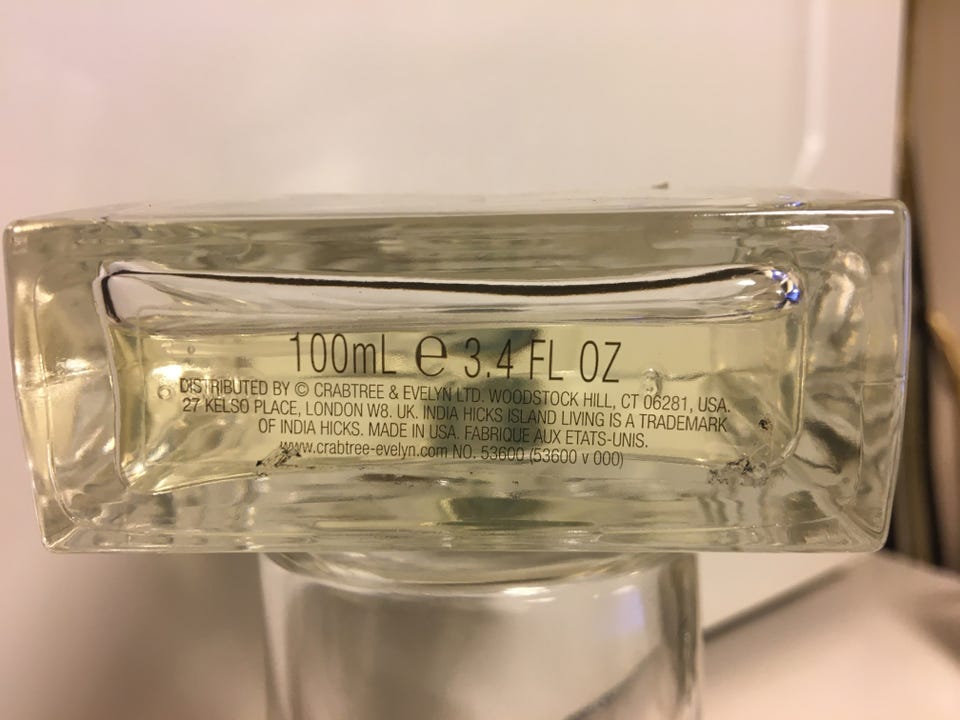 100mL e 3.4 FL OZ
DISTRIBUTED BY © CRABTREE & EVELYN LTD. WOODSTOCK HILL, CT 06281, USA.
27 KELSO PLACE, LONDON W8. UK. INDIA HICKS ISLAND LIVING IS A TRADEMARK
OF INDIA HICKS. MADE IN USA. FABRIQUE AUX ETATS-UNIS.
www.crabtree-evelyn.com NO. 53600 (53600 v 000)